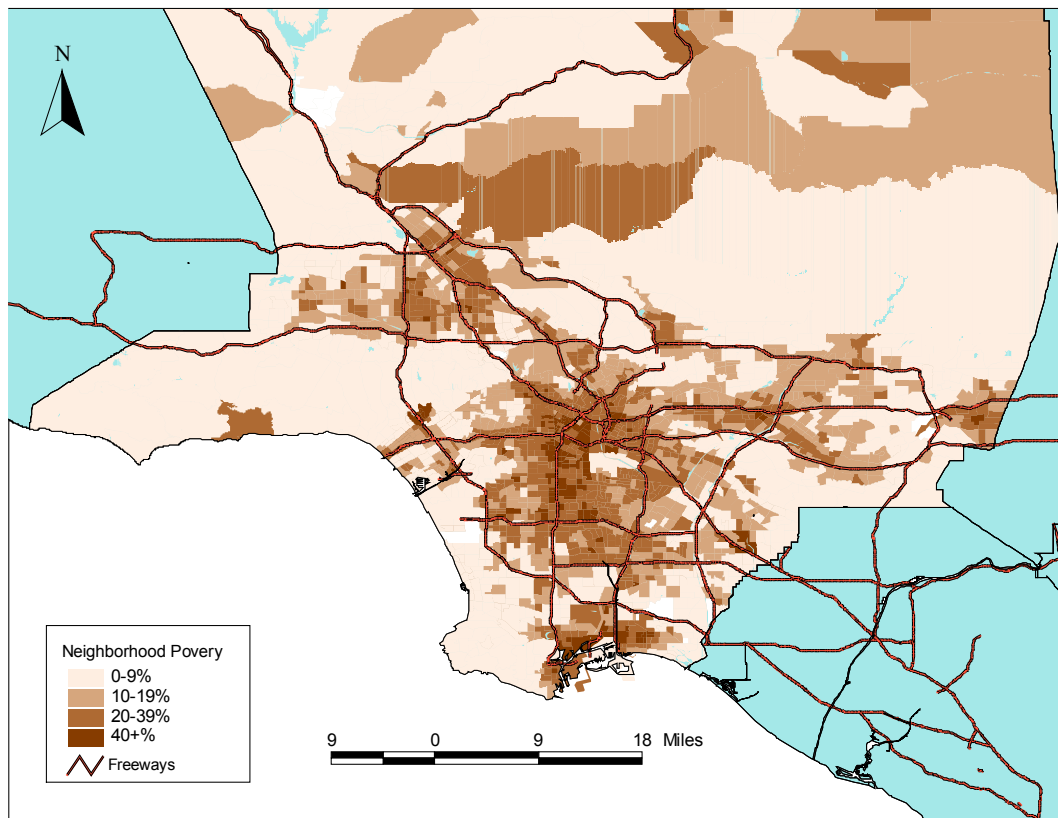 N
Neighborhood Povery
0-9%
10-19%
20-39%
40+%
Freeways
9 0 9 18 Miles